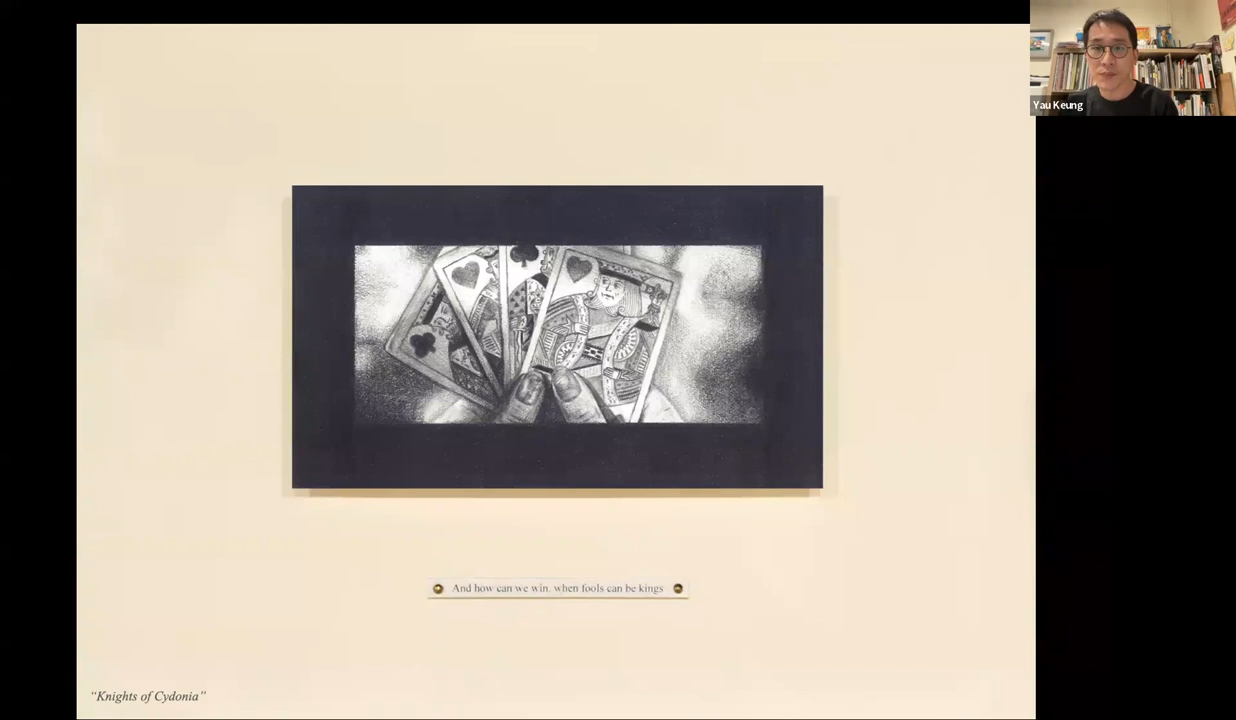 Yau Keung
And how can we win, when fools can be kings
“Knights of Cydonia”